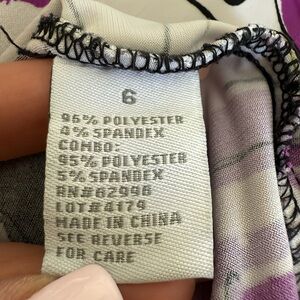 6
96% POLYESTER
4% SPANDEX
COMBO:
95% POLYESTER
5% SPANDEX
RN#62996
LOT#4179
MADE IN CHINA
SEE REVERSE
FOR CARE